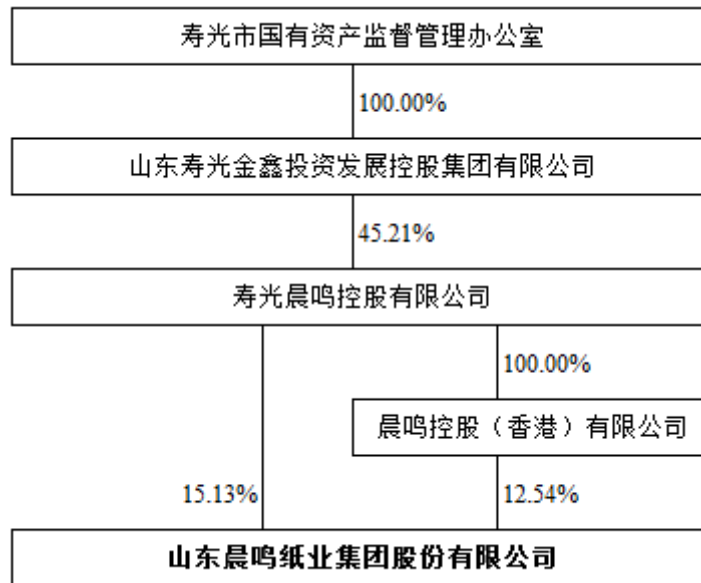 寿光市国有资产监督管理办公室
100.00%
山东寿光金鑫投资发展控股集团有限公司
45.21%
寿光晨鸣控股有限公司
100.00%
晨鸣控股（香港）有限公司
15.13%
12.54%
山东晨鸣纸业集团股份有限公司